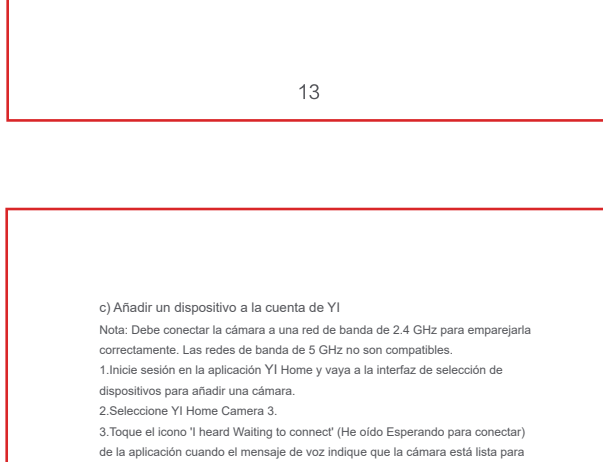 13
c) Añadir un dispositivo a la cuenta de YI
Nota: Debe conectar la cámara a una red de banda de 2.4 GHz para emparejarla
correctamente. Las redes de banda de 5 GHz no son compatibles.
1.Inicie sesión en la aplicación YI Home y vaya a la interfaz de selección de
dispositivos para añadir una cámara.
2.Seleccione YI Home Camera 3.
3.Toque el icono 'I heard Waiting to connect' (He oído Esperando para conectar)
de la aplicación cuando el mensaje de voz indique que la cámara está lista para